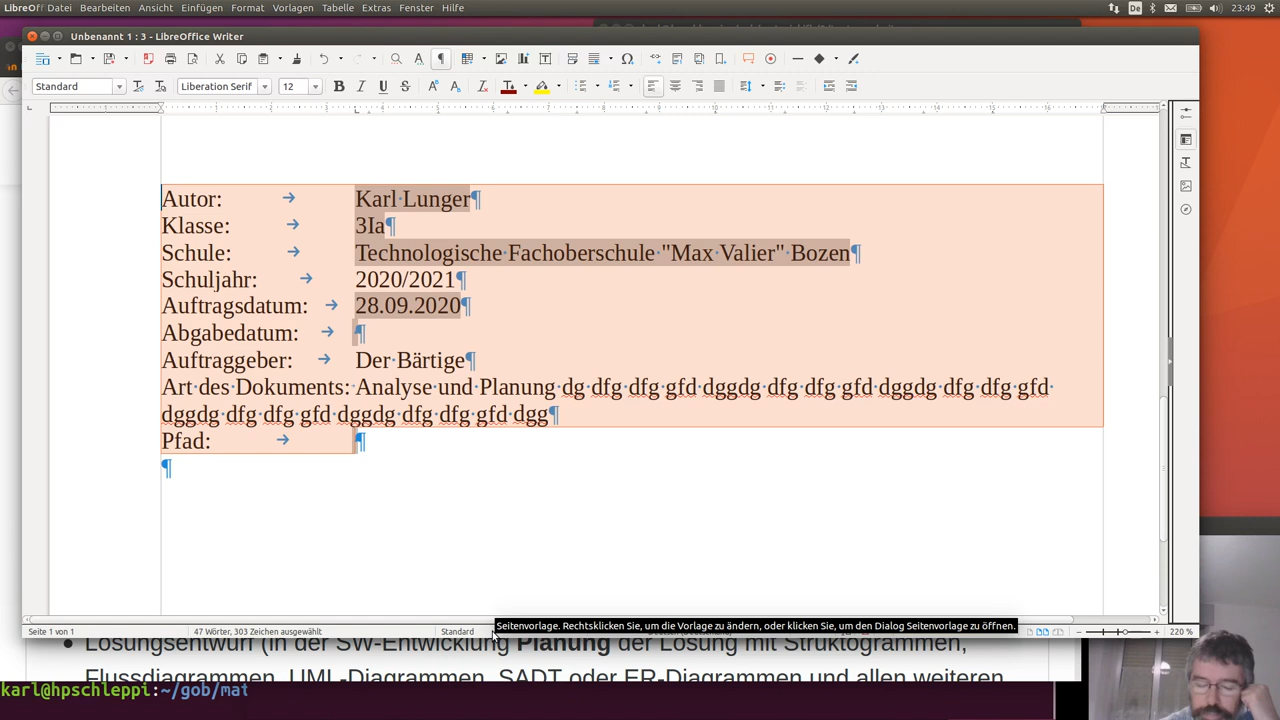 LibreOf Datei Bearbeiten Ansicht Einfügen Format Vorlagen Tabelle Extras Fenster Hilfe De 23:49
Unbenannt 1 : 3 - LibreOffice Writer
Standard Liberation Serif 12
Autor: → Karl·Lunger¶
Klasse: → 3Ia¶
Schule: → Technologische·Fachoberschule·"Max·Valier"·Bozen¶
Schuljahr: → 2020/2021¶
Auftragsdatum: → 28.09.2020¶
Abgabedatum: → ¶
Auftraggeber: → Der·Bärtige¶
Art·des·Dokuments:·Analyse·und·Planung·dg·dfg·dfg·gfd·dggdg·dfg·dfg·gfd·dggdg·dfg·dfg·gfd·
dggdg·dfg·dfg·gfd·dggdg·dfg·dfg·gfd·dgg¶
Pfad: → ¶
¶
Seitenvorlage. Rechtsklicken Sie, um die Vorlage zu ändern, oder klicken Sie, um den Dialog Seitenvorlage zu öffnen.
Seite 1 von 1 47 Wörter, 303 Zeichen ausgewählt Standard 220 %
Lösungsentwurf (in der SW-Entwicklung Planung der Lösung mit Struktogrammen,
Flussdiagrammen, UML-Diagrammen, SADT oder ER-Diagrammen und allen weiteren
karl@hpschleppi:~/gob/mat